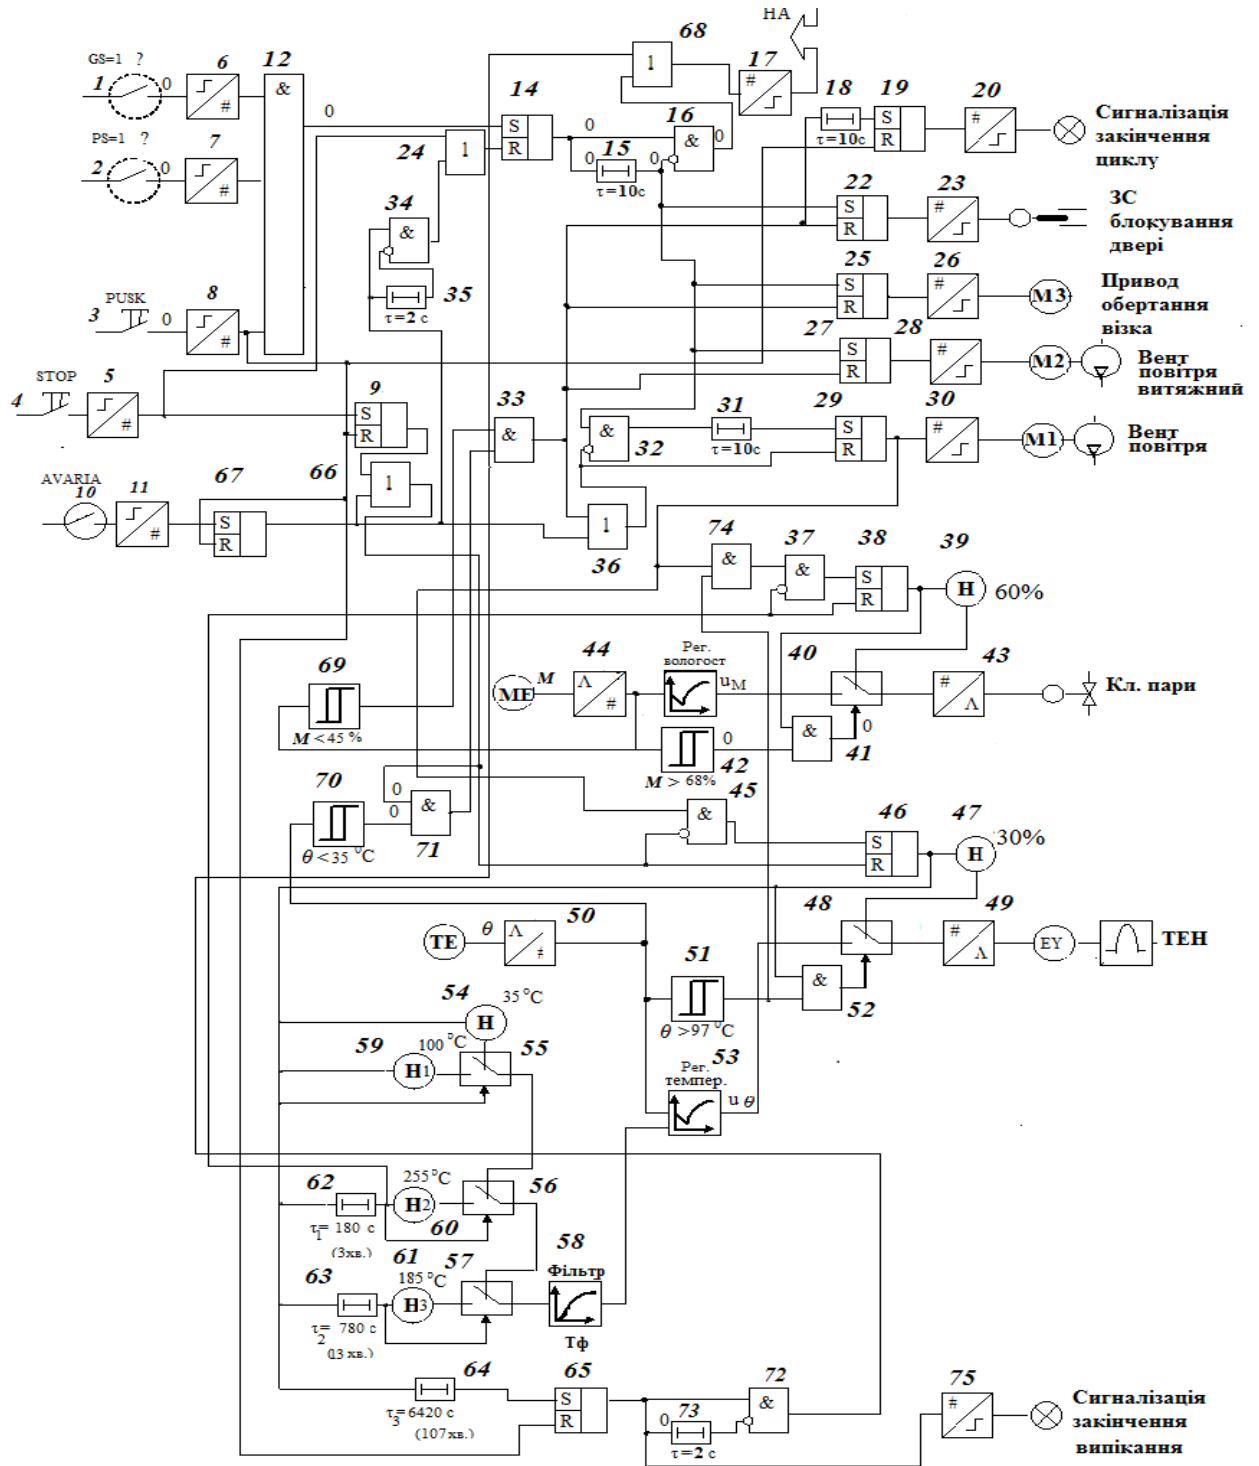 НА
68
GS=1 ?
6
12
1
0
#
&
0
1
17
#
14
16
18
19
20
τ=10с
S
R
#
Сигналізація
закінчення
циклу
PS=1 ?
7
2
0
#
24
1
S
R
0
15
0
0
τ=10с
&
0
34
&
35
τ=2 с
22
23
S
R
#
ЗС
блокування
двері
25
26
S
R
#
М3
Привод
обертання
візка
PUSK
8
3
0
#
27
28
S
R
#
М2
Вент
повітря
витяжний
STOP
5
4
#
9
S
R
33
&
&
32
31
τ=10с
29
30
S
R
#
М1
Вент
повітря
AVARIA
10
11
#
67
S
R
66
1
1
36
74
&
37
&
38
S
R
39
Н
60%
69
М<45 %
МЕ
М
44
Λ
#
Рег.
вологост
uМ
40
43
#
Λ
Кл. пари
0
42
М > 68%
&
0
41
70
θ <35 °С
0
0
&
71
45
&
46
S
R
47
Н
30%
ТЕ
θ
50
Λ
#
51
θ >97 °С
48
&
52
49
#
Λ
EY
ТЕН
54
35°С
Н
59
100°С
Н1
55
53
Рег.
темпер.
u θ
62
τ1= 180 с
(3хв.)
255°С
Н2
60
56
63
τ2= 780 с
(13 хв.)
61
185°С
Н3
57
58
Фільтр
Тф
64
τ3=6420 с
(107хв.)
65
S
R
72
&
0
73
τ=2 с
75
#
Сигналізація
закінчення
випікання